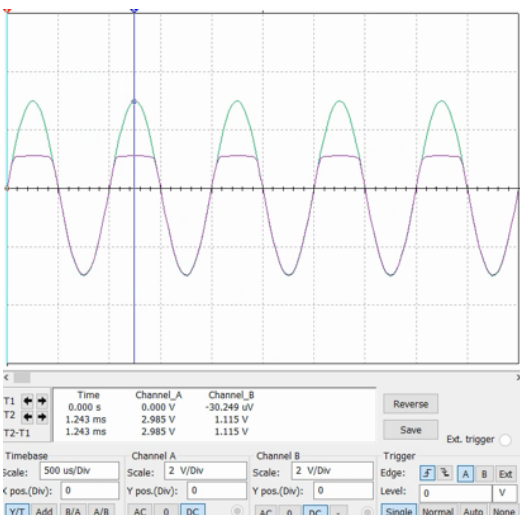 Time Channel_A Channel_B
T1 0.000 s 0.000 V -30.249 uV
T2 1.243 ms 2.985 V 1.115 V
T2-T1 1.243 ms 2.985 V 1.115 V
Reverse
Save
Ext. trigger
Timebase
Scale: 500 us/Div
X pos.(Div): 0
Y/T Add B/A A/B
Channel A
Scale: 2 V/Div
Y pos.(Div): 0
AC 0 DC
Channel B
Scale: 2 V/Div
Y pos.(Div): 0
AC 0 DC -
Trigger
Edge: A B Ext
Level: 0 V
Single Normal Auto None